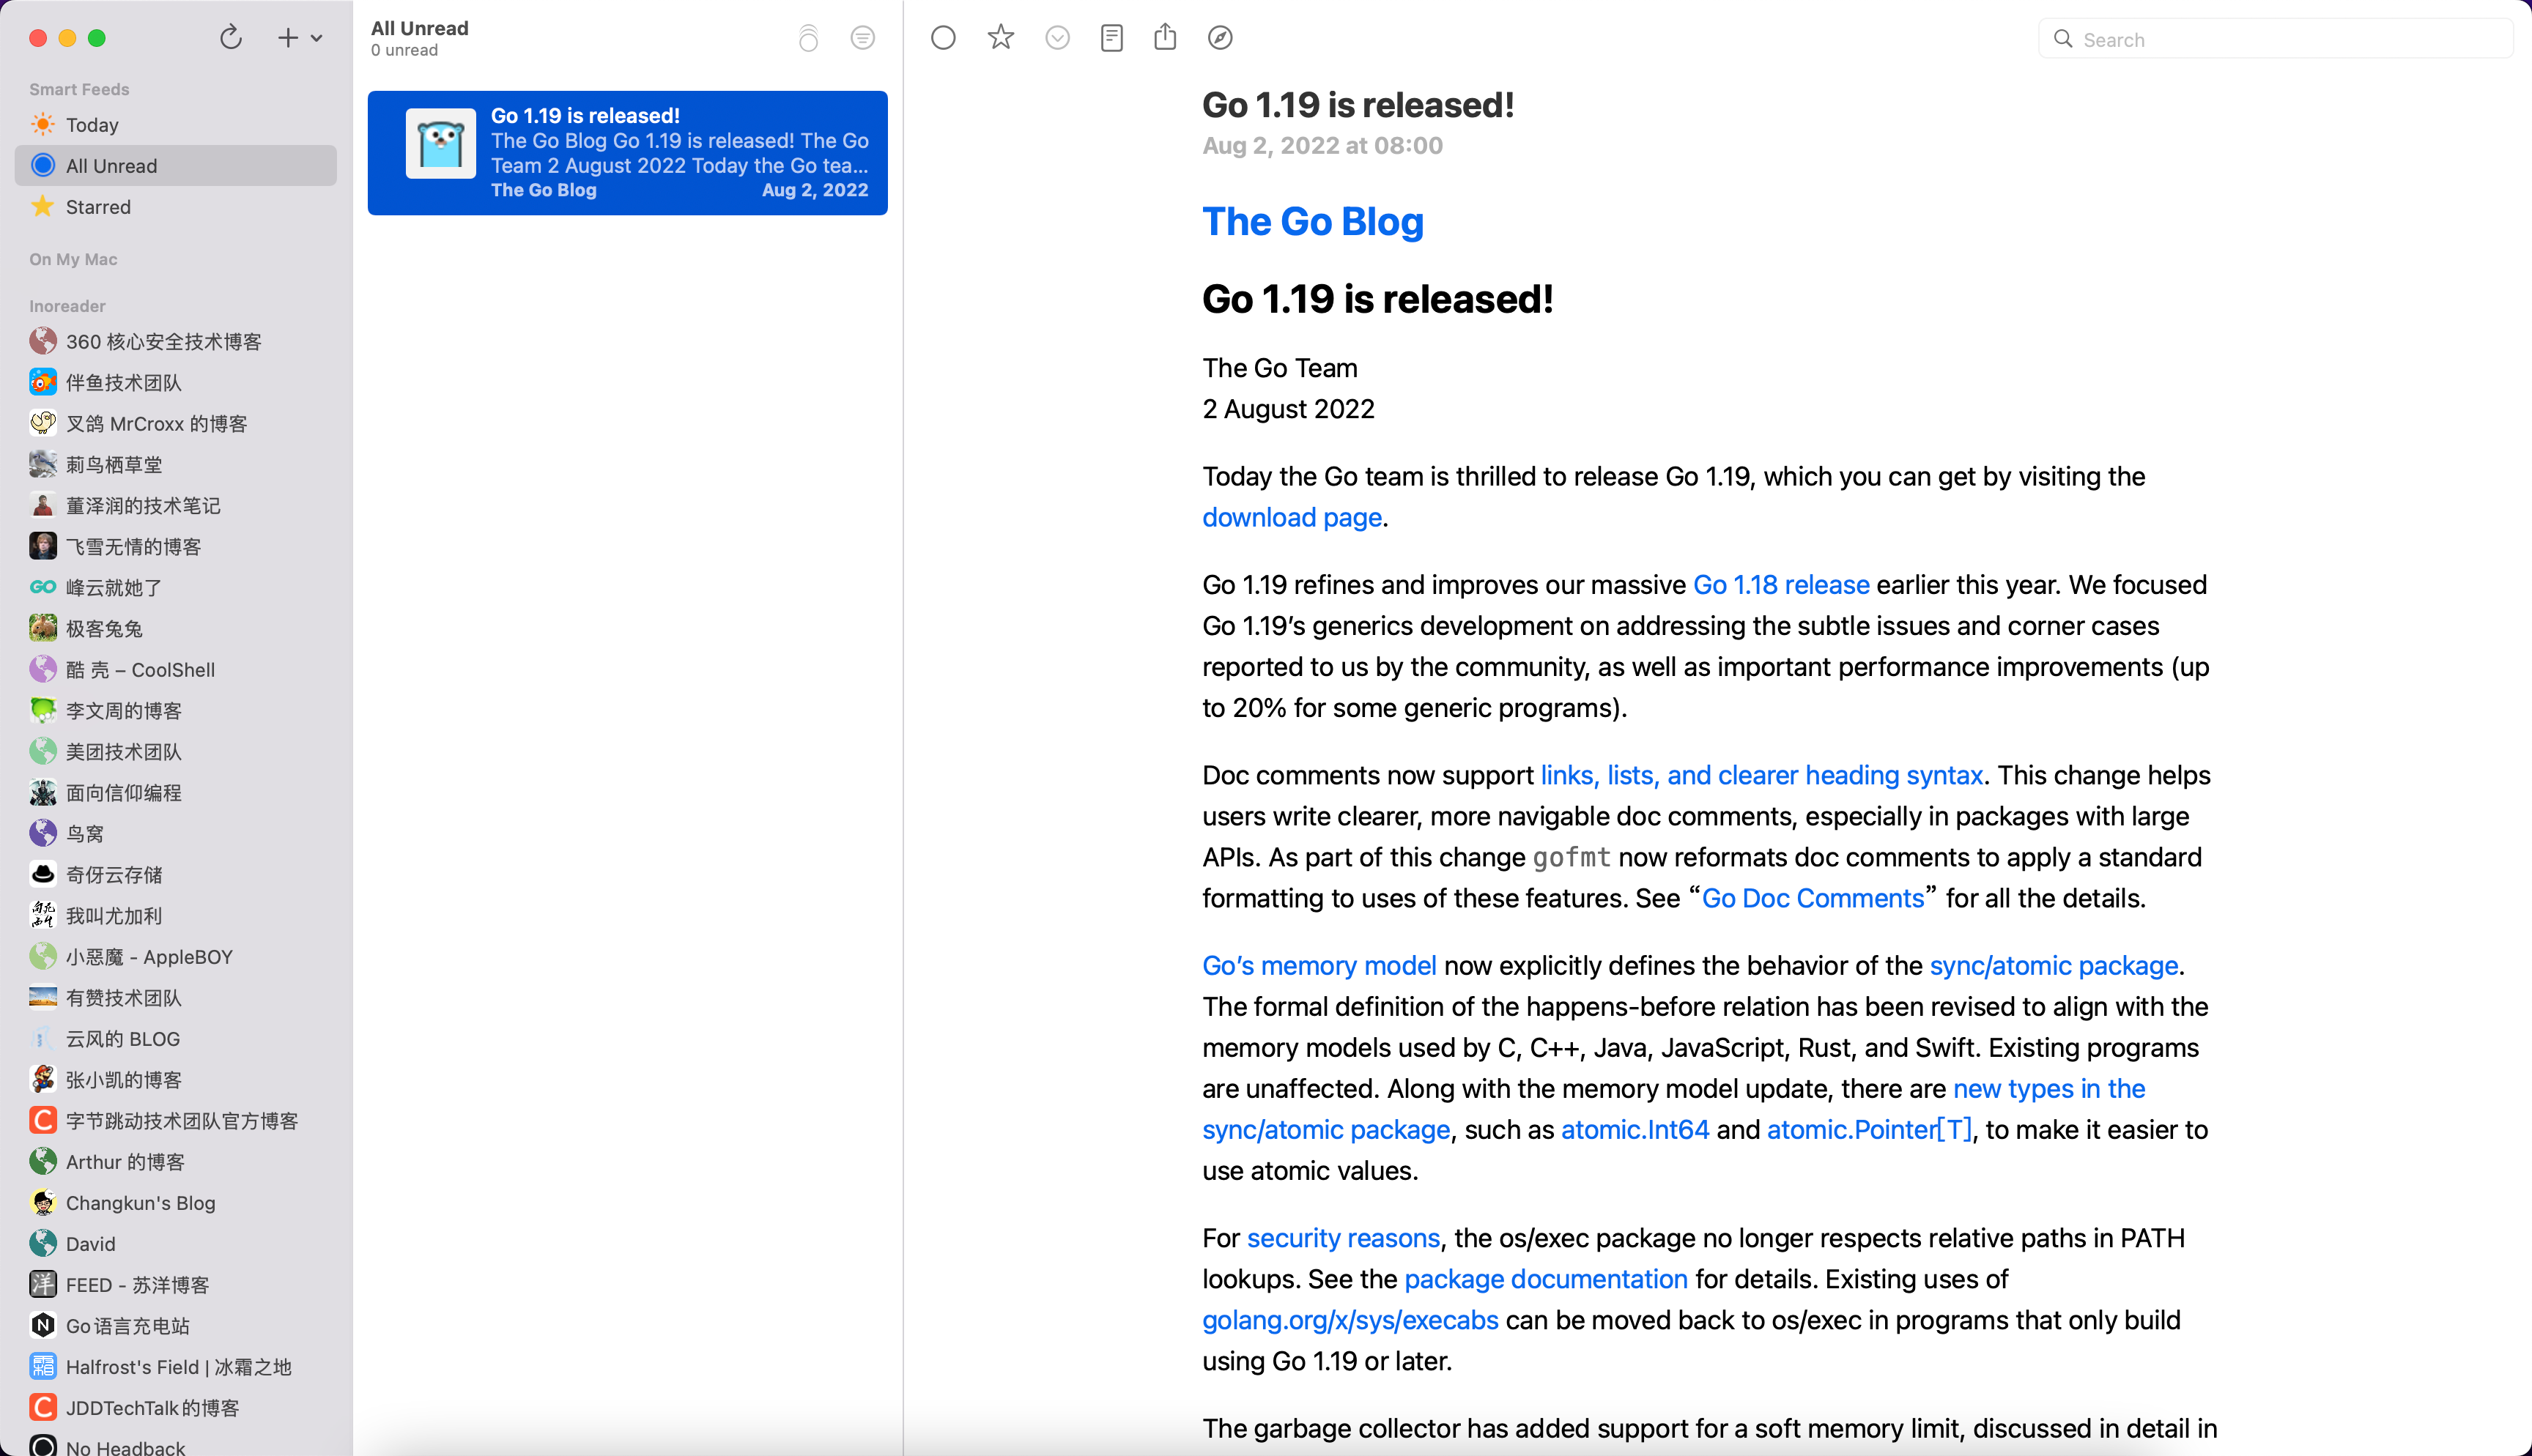 All Unread
0 unread
Search
Smart Feeds
Today
All Unread
Starred
On My Mac
Inoreader
360 核心安全技术博客
伴鱼技术团队
叉鸽 MrCroxx 的博客
莿鸟栖草堂
董泽润的技术笔记
飞雪无情的博客
GO 峰云就她了
极客兔兔
酷 壳 – CoolShell
李文周的博客
美团技术团队
面向信仰编程
鸟窝
奇伢云存储
我叫尤加利
小惡魔 - AppleBOY
有赞技术团队
云风的 BLOG
张小凯的博客
C 字节跳动技术团队官方博客
Arthur 的博客
Changkun's Blog
David
洋 FEED - 苏洋博客
N Go语言充电站
霜 Halfrost's Field | 冰霜之地
C JDDTechTalk的博客
No Headback
Go 1.19 is released!
The Go Blog Go 1.19 is released! The Go
Team 2 August 2022 Today the Go tea...
The Go Blog Aug 2, 2022
Go 1.19 is released!
Aug 2, 2022 at 08:00
The Go Blog
Go 1.19 is released!
The Go Team
2 August 2022
Today the Go team is thrilled to release Go 1.19, which you can get by visiting the
download page.
Go 1.19 refines and improves our massive Go 1.18 release earlier this year. We focused
Go 1.19’s generics development on addressing the subtle issues and corner cases
reported to us by the community, as well as important performance improvements (up
to 20% for some generic programs).
Doc comments now support links, lists, and clearer heading syntax. This change helps
users write clearer, more navigable doc comments, especially in packages with large
APIs. As part of this change gofmt now reformats doc comments to apply a standard
formatting to uses of these features. See “Go Doc Comments” for all the details.
Go’s memory model now explicitly defines the behavior of the sync/atomic package.
The formal definition of the happens-before relation has been revised to align with the
memory models used by C, C++, Java, JavaScript, Rust, and Swift. Existing programs
are unaffected. Along with the memory model update, there are new types in the
sync/atomic package, such as atomic.Int64 and atomic.Pointer[T], to make it easier to
use atomic values.
For security reasons, the os/exec package no longer respects relative paths in PATH
lookups. See the package documentation for details. Existing uses of
golang.org/x/sys/execabs can be moved back to os/exec in programs that only build
using Go 1.19 or later.
The garbage collector has added support for a soft memory limit, discussed in detail in